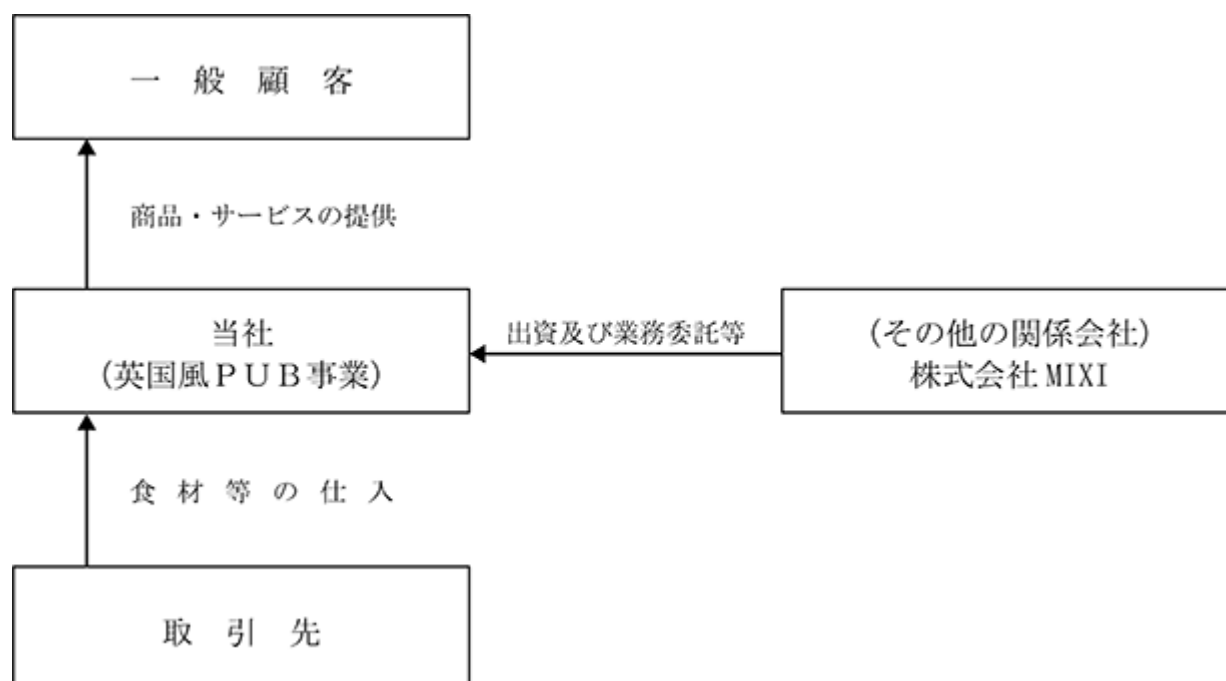 一般顧客
商品・サービスの提供
当社
(英国風PUB事業)
出資及び業務委託等
(その他の関係会社)
株式会社MIXI
食材等の仕入
取引先